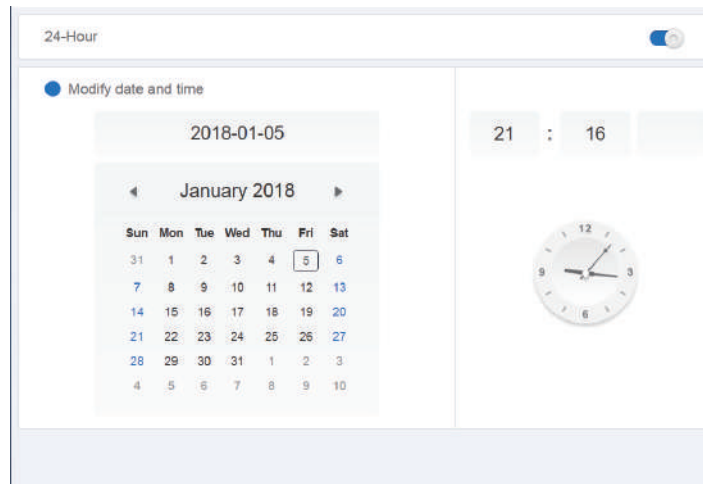 24-Hour
Modify date and time
2018-01-05
21 : 16
January 2018
Sun Mon Tue Wed Thu Fri Sat
31 1 2 3 4 5 6
7 8 9 10 11 12 13
14 15 16 17 18 19 20
21 22 23 24 25 26 27
28 29 30 31 1 2 3
4 5 6 7 8 9 10
12
9 3
6